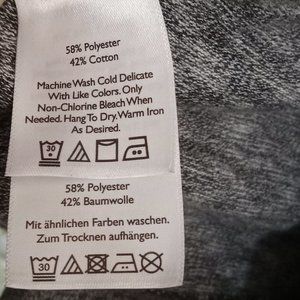 58% Polyester
42% Cotton
Machine Wash Cold Delicate
With Like Colors. Only
Non-Chlorine Bleach When
Needed. Hang To Dry. Warm Iron
As Desired.
30
58% Polyester
42% Baumwolle
Mit ähnlichen Farben waschen.
Zum Trocknen aufhängen.
30